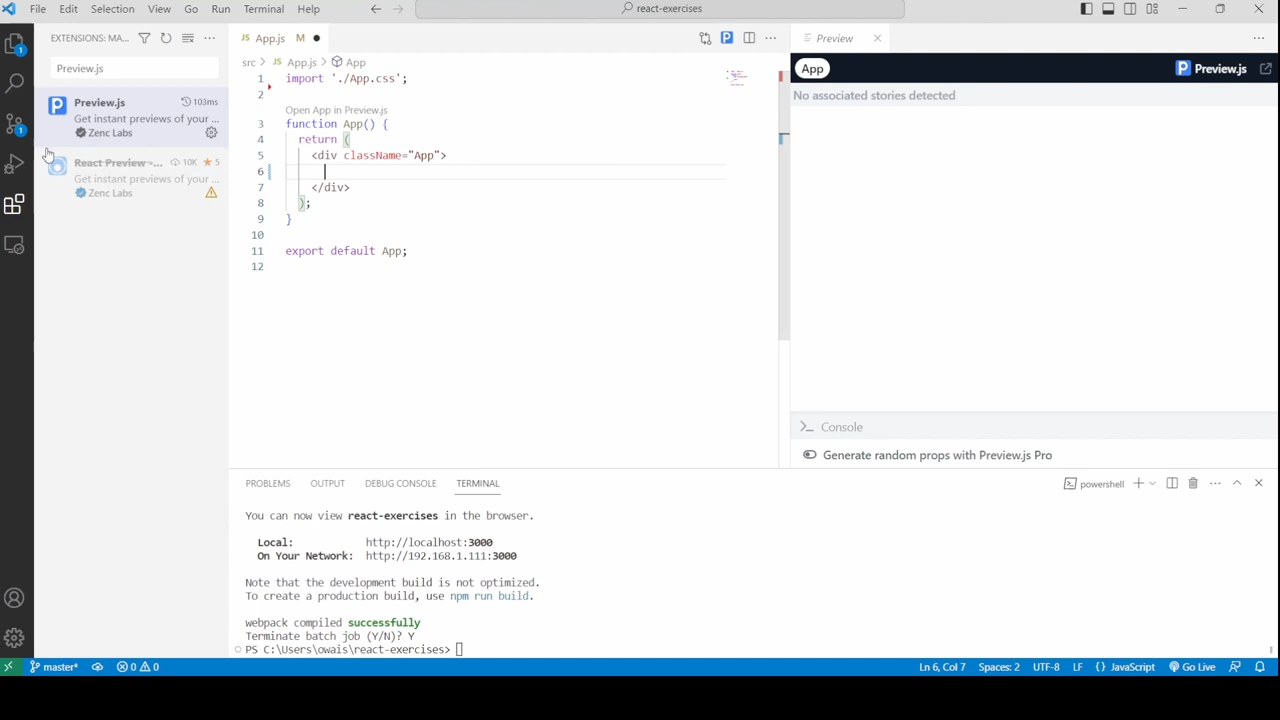 File Edit Selection View Go Run Terminal Help
react-exercises
EXTENSIONS: MA...
Preview.js
Preview.js 103ms
Get instant previews of your ...
Zenc Labs
React Preview -... 10K 5
Get instant previews of your ...
Zenc Labs
1
1
App.js M
src > JS App.js > App
1 import './App.css';
2
Open App in Preview.js
3 function App() {
4 return (
5 <div className="App">
6
7 </div>
8 );
9 }
10
11 export default App;
12
Preview
App
Preview.js
No associated stories detected
Console
Generate random props with Preview.js Pro
PROBLEMS OUTPUT DEBUG CONSOLE TERMINAL
powershell
You can now view react-exercises in the browser.
Local: http://localhost:3000
On Your Network: http://192.168.1.111:3000
Note that the development build is not optimized.
To create a production build, use npm run build.
webpack compiled successfully
Terminate batch job (Y/N)? Y
PS C:\Users\owais\react-exercises>
master* 0 0 Ln 6, Col 7 Spaces: 2 UTF-8 LF {} JavaScript Go Live